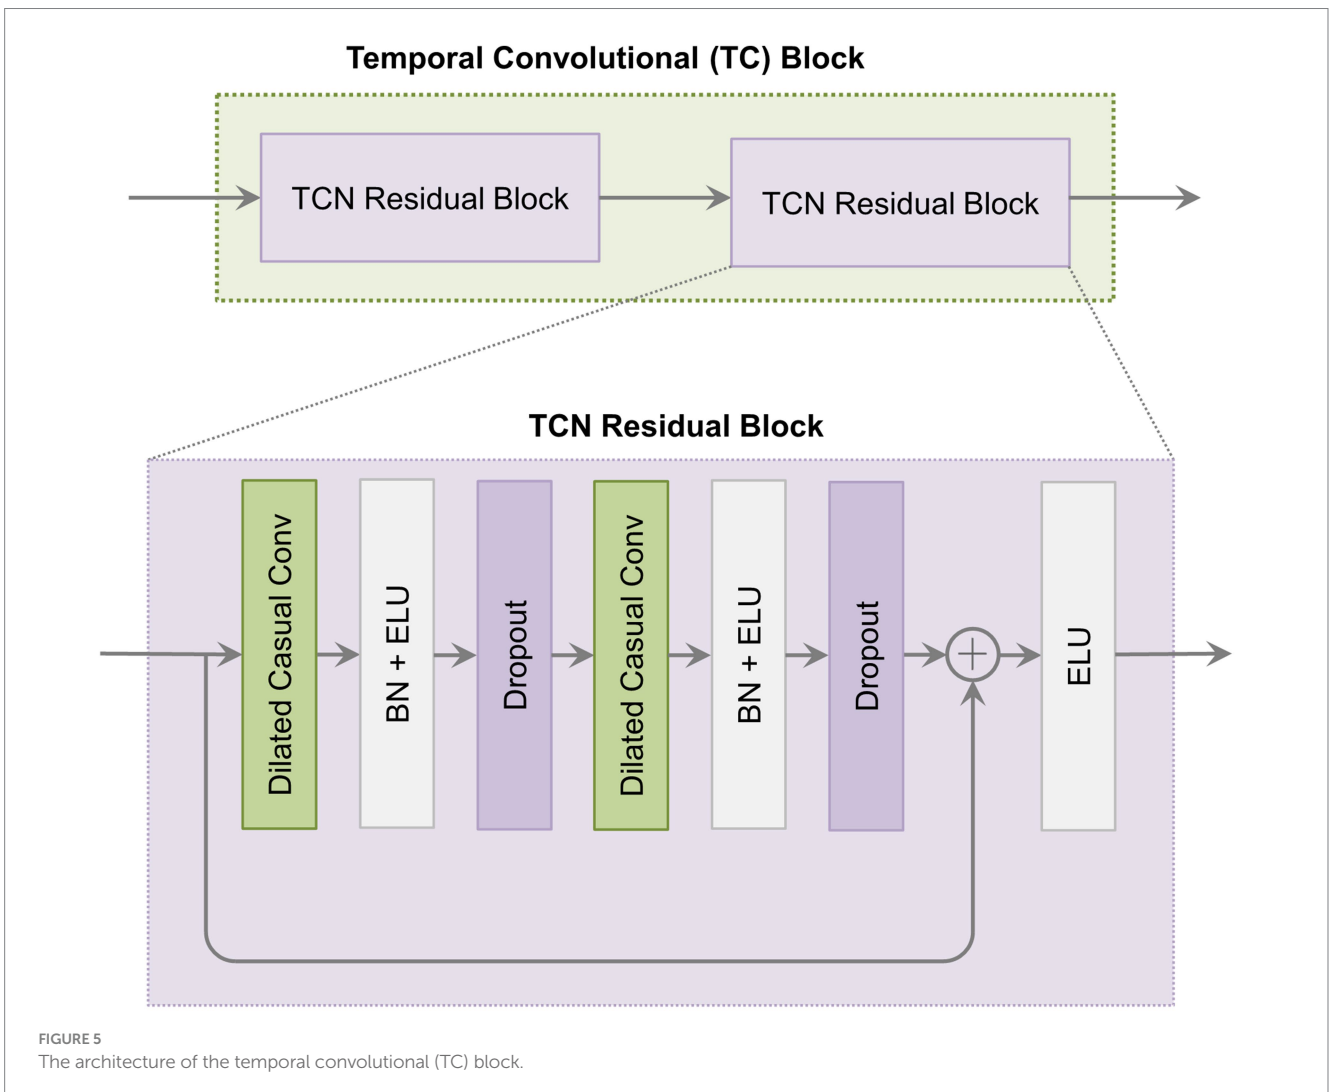 Temporal Convolutional (TC) Block
TCN Residual Block
TCN Residual Block
TCN Residual Block
Dilated Casual Conv
BN + ELU
Dropout
Dilated Casual Conv
BN + ELU
Dropout
ELU
FIGURE 5
The architecture of the temporal convolutional (TC) block.